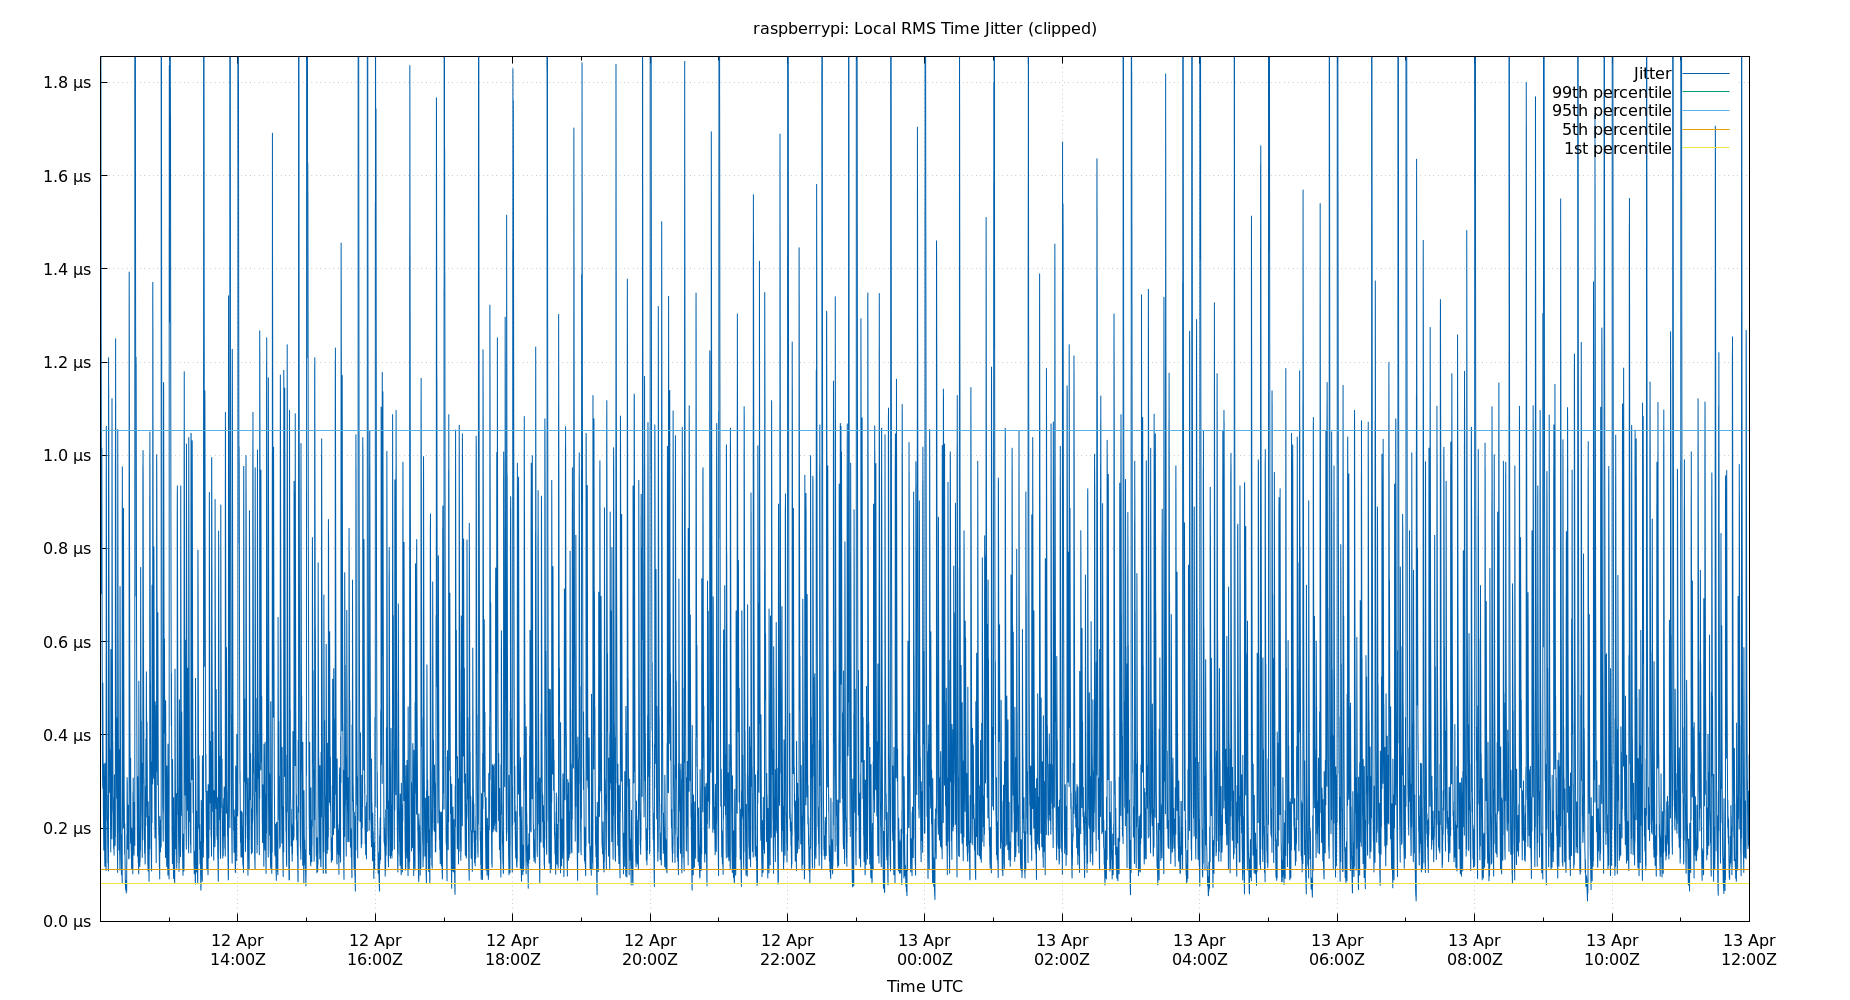 raspberrypi: Local RMS Time Jitter (clipped)
1.8 µs
1.6 µs
1.4 µs
1.2 µs
1.0 µs
0.8 µs
0.6 µs
0.4 µs
0.2 µs
0.0 µs
Jitter
99th percentile
95th percentile
5th percentile
1st percentile
12 Apr 12 Apr 12 Apr 12 Apr 12 Apr 13 Apr 13 Apr 13 Apr 13 Apr 13 Apr 13 Apr 13 Apr
14:00Z 16:00Z 18:00Z 20:00Z 22:00Z 00:00Z 02:00Z 04:00Z 06:00Z 08:00Z 10:00Z 12:00Z
Time UTC